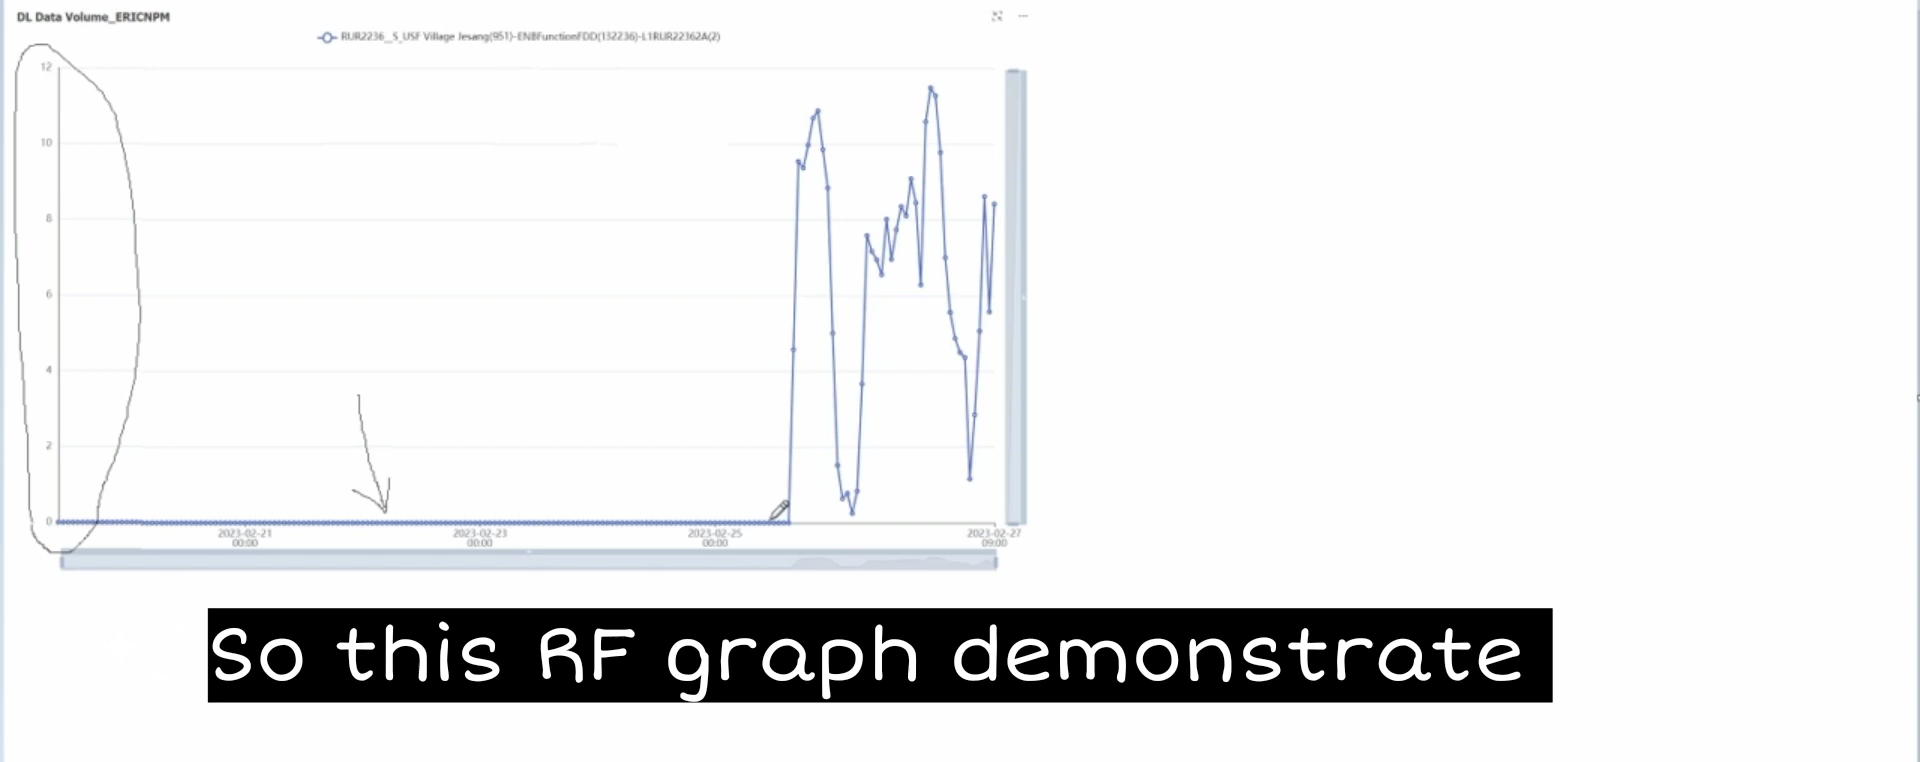 DL Data Volume_ERICNPM
RUR2236__S_USF Village Jesang(951)-ENBFunctionFDD(132236)-L1RUR22362A(2)
12
10
8
6
4
2
0
2023-02-21 2023-02-23 2023-02-25 2023-02-27
00:00 00:00 00:00 09:00
So this RF graph demonstrate